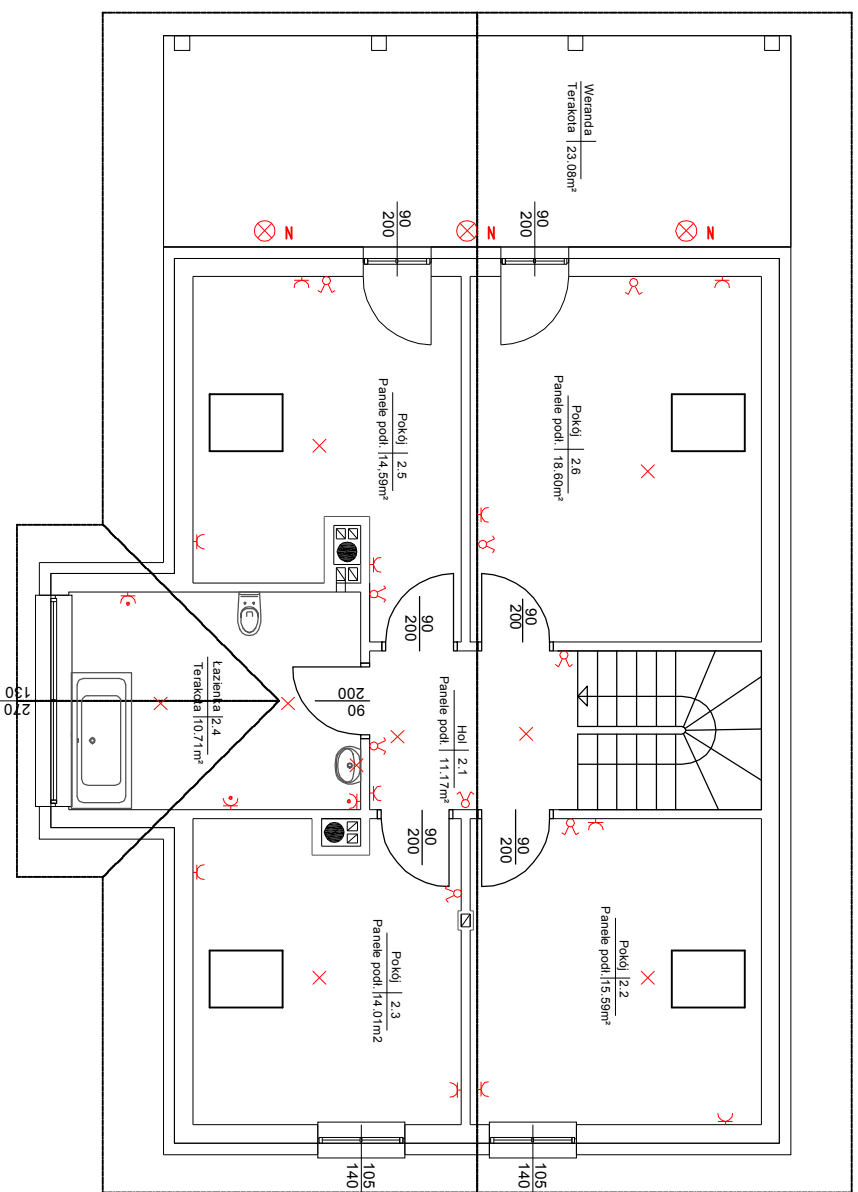 Weranda
Terakota 23.08m²
N
N
N
90
200
90
200
Pokój 2.5
Panele podł. 14,59m²
Pokój 2.6
Panele podł. 18.60m²
90
200
90
200
Łazienka 2.4
Terakota 10.71m²
90
200
Hol 2.1
Panele podł. 11.17m²
270
130
90
200
90
200
Pokój 2.3
Panele podł. 14.01m2
Pokój 2.2
Panele podł. 15.59m²
105
140
105
140